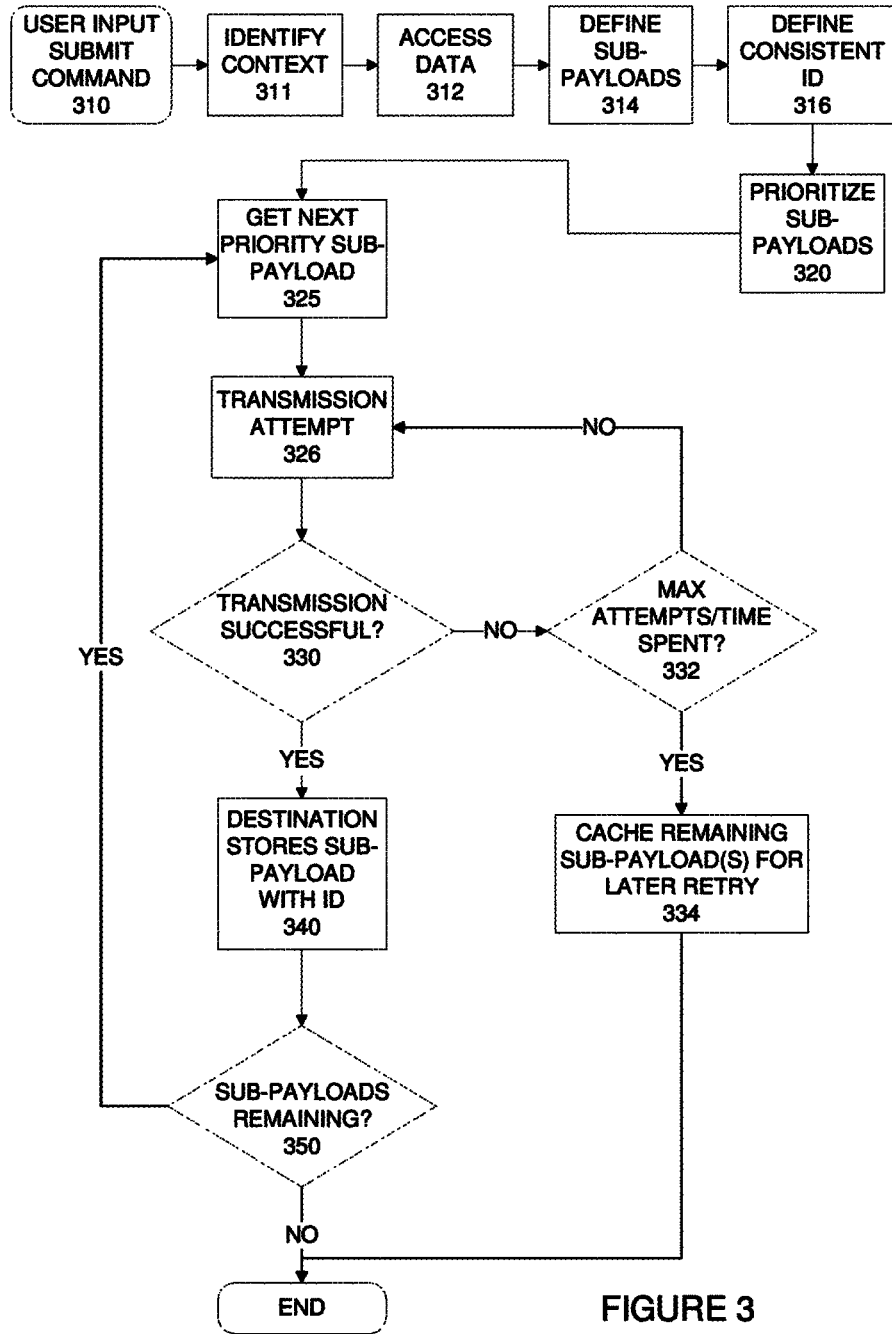 USER INPUT
SUBMIT
COMMAND
310
IDENTIFY
CONTEXT
311
ACCESS
DATA
312
DEFINE
SUB-
PAYLOADS
314
DEFINE
CONSISTENT
ID
316
PRIORITIZE
SUB-
PAYLOADS
320
GET NEXT
PRIORITY SUB-
PAYLOAD
325
TRANSMISSION
ATTEMPT
326
NO
TRANSMISSION
SUCCESSFUL?
330
NO
MAX
ATTEMPTS/TIME
SPENT?
332
YES
YES
YES
DESTINATION
STORES SUB-
PAYLOAD
WITH ID
340
CACHE REMAINING
SUB-PAYLOAD(S) FOR
LATER RETRY
334
SUB-PAYLOADS
REMAINING?
350
NO
END
FIGURE 3